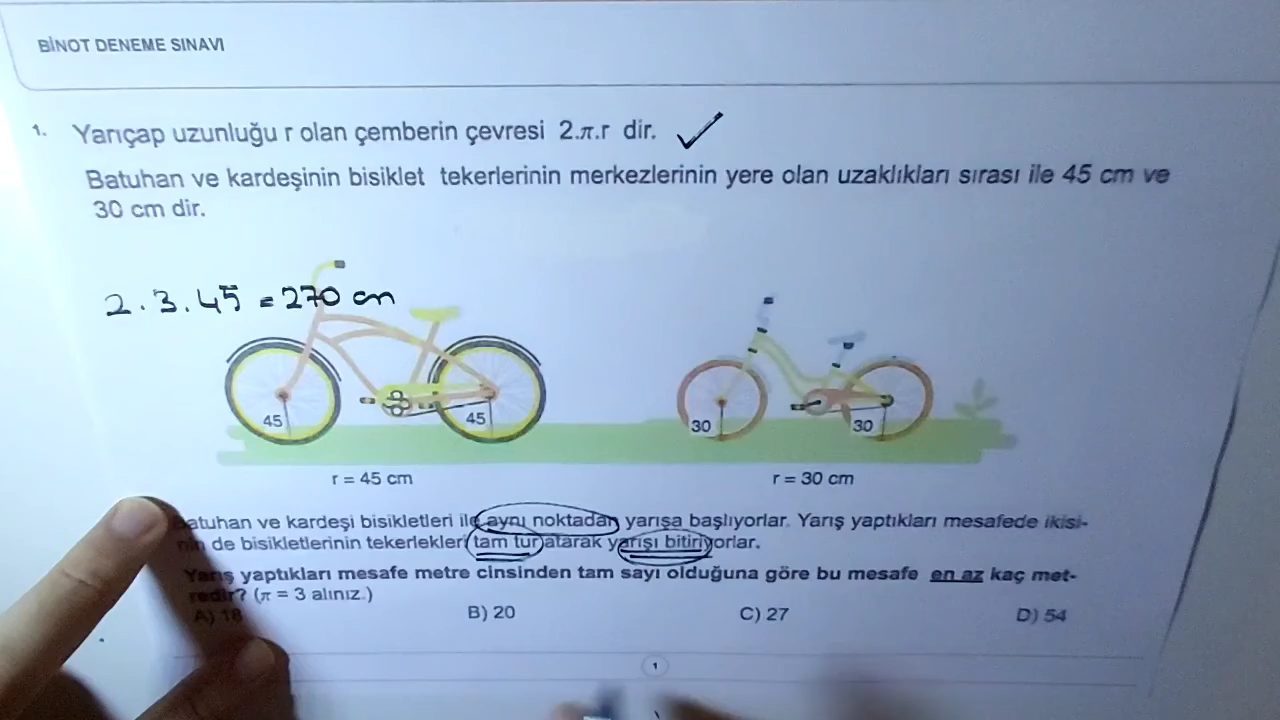 BİNOT DENEME SINAVI
1. Yarıçap uzunluğu r olan çemberin çevresi 2.π.r dir.
Batuhan ve kardeşinin bisiklet tekerlerinin merkezlerinin yere olan uzaklıkları sırası ile 45 cm ve
30 cm dir.
2.3.45 = 270 cm
45 45 30 30
r = 45 cm r = 30 cm
Batuhan ve kardeşi bisikletleri ile aynı noktadan yarışa başlıyorlar. Yarış yaptıkları mesafede ikisi-
nin de bisikletlerinin tekerlekleri tam tur atarak yarışı bitiriyorlar.
Yarış yaptıkları mesafe metre cinsinden tam sayı olduğuna göre bu mesafe en az kaç met-
redir? (π = 3 alınız.)
A) 18 B) 20 C) 27 D) 54
1